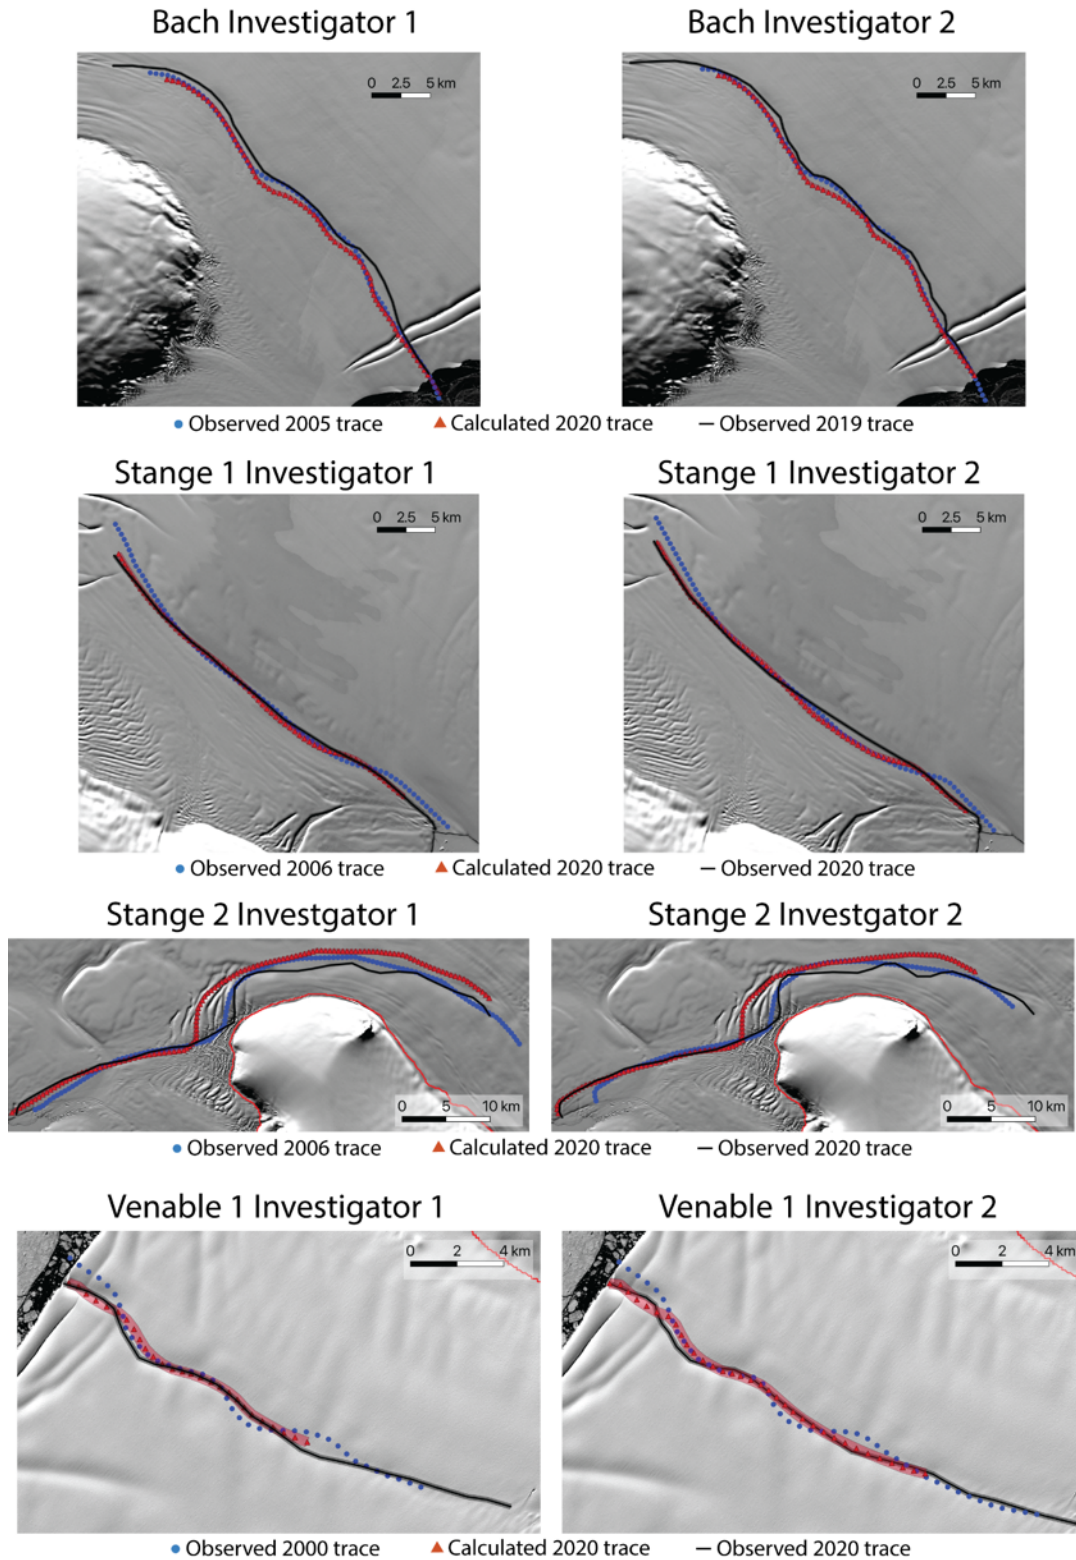 Bach Investigator 1 Bach Investigator 2
0 2.5 5 km 0 2.5 5 km
Observed 2005 trace Calculated 2020 trace Observed 2019 trace
Stange 1 Investigator 1 Stange 1 Investigator 2
0 2.5 5 km 0 2.5 5 km
Observed 2006 trace Calculated 2020 trace Observed 2020 trace
Stange 2 Investgator 1 Stange 2 Investgator 2
0 5 10 km 0 5 10 km
Observed 2006 trace Calculated 2020 trace Observed 2020 trace
Venable 1 Investigator 1 Venable 1 Investigator 2
0 2 4 km 0 2 4 km
Observed 2000 trace Calculated 2020 trace Observed 2020 trace